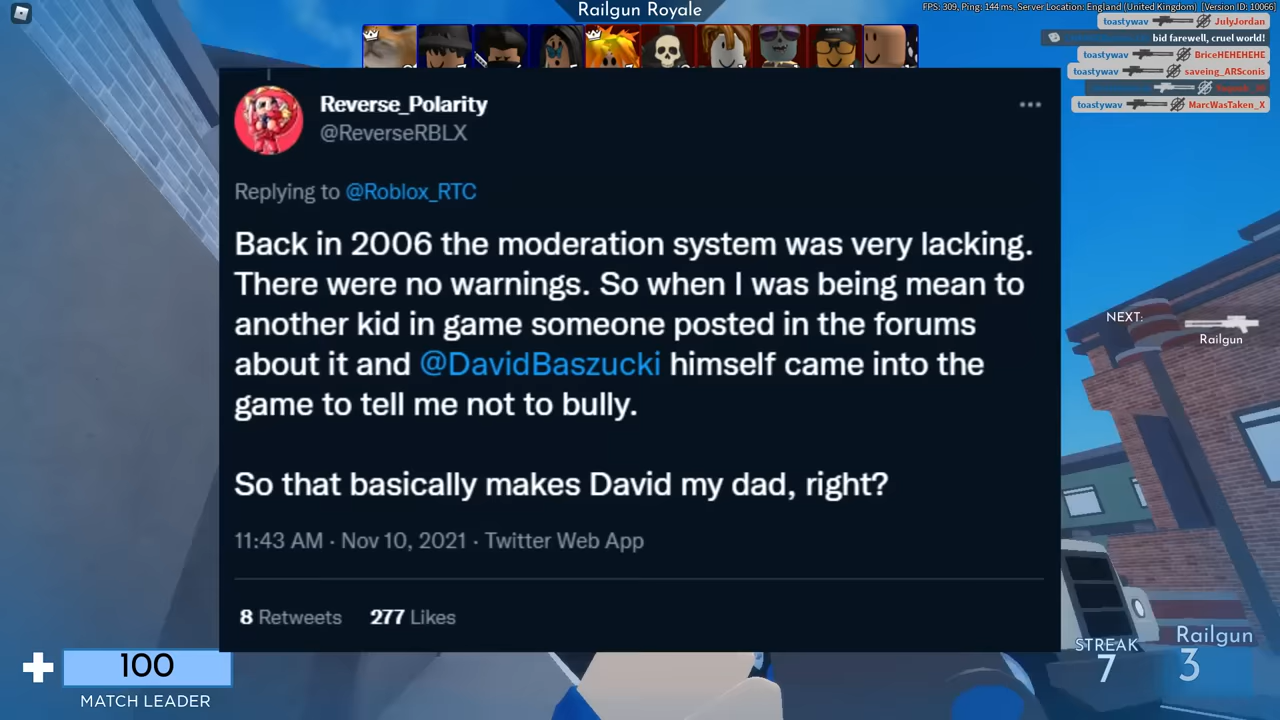 Railgun Royale
FPS: 309, Ping: 144 ms, Server Location: England (United Kingdom) [Version ID: 10066]
toastywav JulyJordan
bid farewell, cruel world!
toastywav BriceHEHEHEHE
toastywav saveing_ARSconis
toastywav MarcWasTaken_X
Reverse_Polarity
@ReverseRBLX
Replying to @Roblox_RTC
Back in 2006 the moderation system was very lacking.
There were no warnings. So when I was being mean to
another kid in game someone posted in the forums
about it and @DavidBaszucki himself came into the
game to tell me not to bully.
So that basically makes David my dad, right?
11:43 AM · Nov 10, 2021 · Twitter Web App
8 Retweets 277 Likes
NEXT:
Railgun
100
MATCH LEADER
STREAK
7
Railgun
3